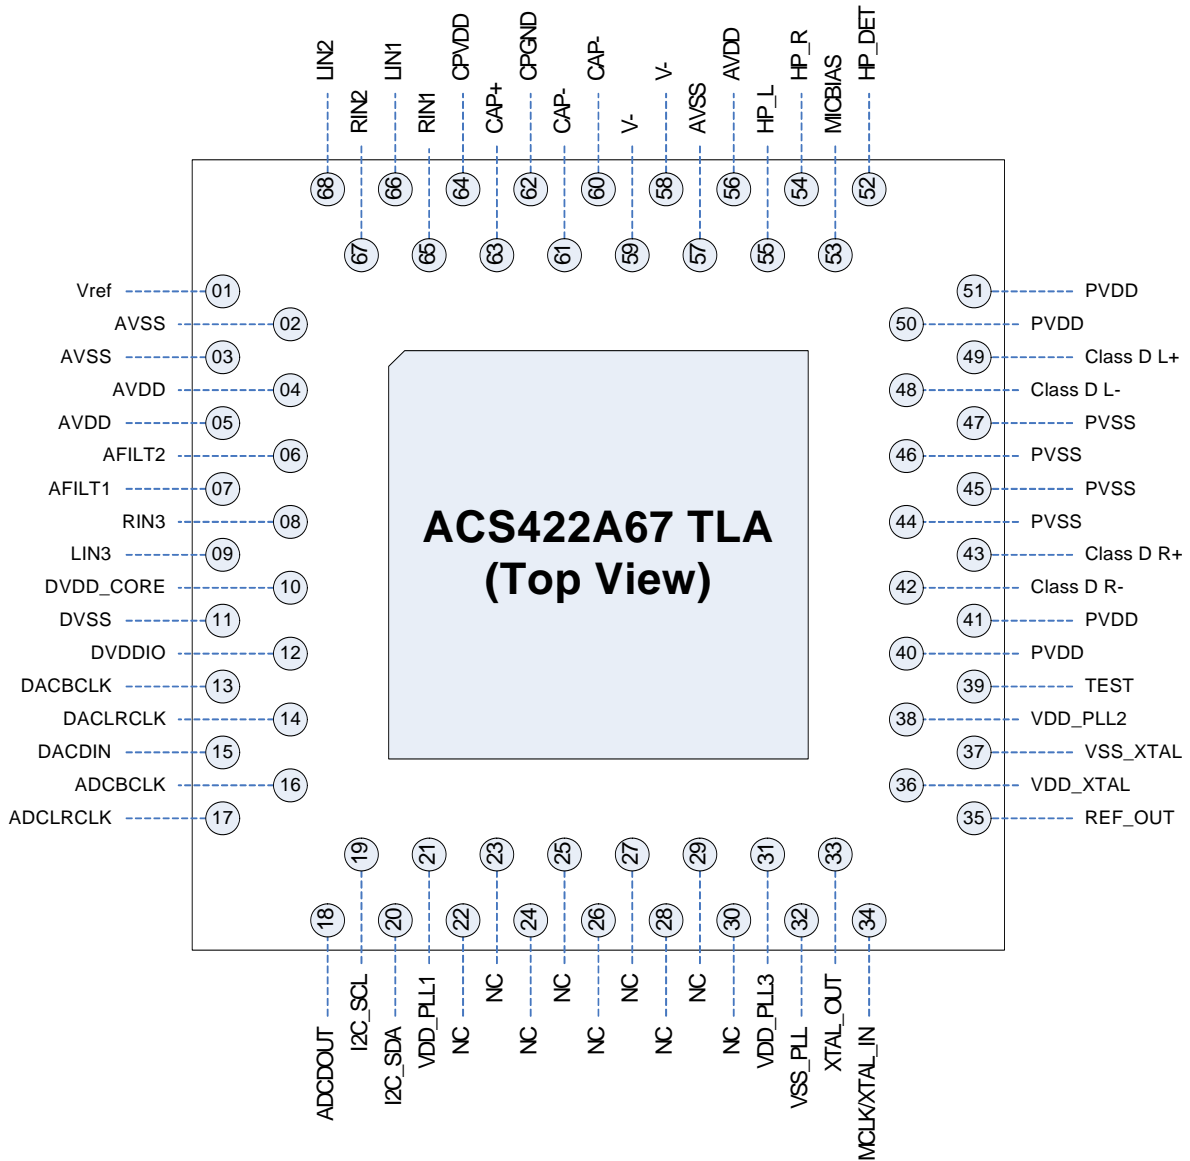 LIN2
RIN2
LIN1
RIN1
CPVDD
CAP+
CPGND
CAP-
CAP-
V-
V-
AVSS
AVDD
HP_L
HP_R
MICBIAS
HP_DET
68
67
66
65
64
63
62
61
60
59
58
57
56
55
54
53
52
Vref 01
AVSS 02
AVSS 03
AVDD 04
AVDD 05
AFILT2 06
AFILT1 07
RIN3 08
LIN3 09
DVDD_CORE 10
DVSS 11
DVDDIO 12
DACBCLK 13
DACLRCLK 14
DACDIN 15
ADCBCLK 16
ADCLRCLK 17
ACS422A67 TLA
(Top View)
51 PVDD
50 PVDD
49 Class D L+
48 Class D L-
47 PVSS
46 PVSS
45 PVSS
44 PVSS
43 Class D R+
42 Class D R-
41 PVDD
40 PVDD
39 TEST
38 VDD_PLL2
37 VSS_XTAL
36 VDD_XTAL
35 REF_OUT
18
19
20
21
22
23
24
25
26
27
28
29
30
31
32
33
34
ADCDOUT
I2C_SCL
I2C_SDA
VDD_PLL1
NC
NC
NC
NC
NC
NC
NC
NC
NC
VDD_PLL3
VSS_PLL
XTAL_OUT
MCLK/XTAL_IN